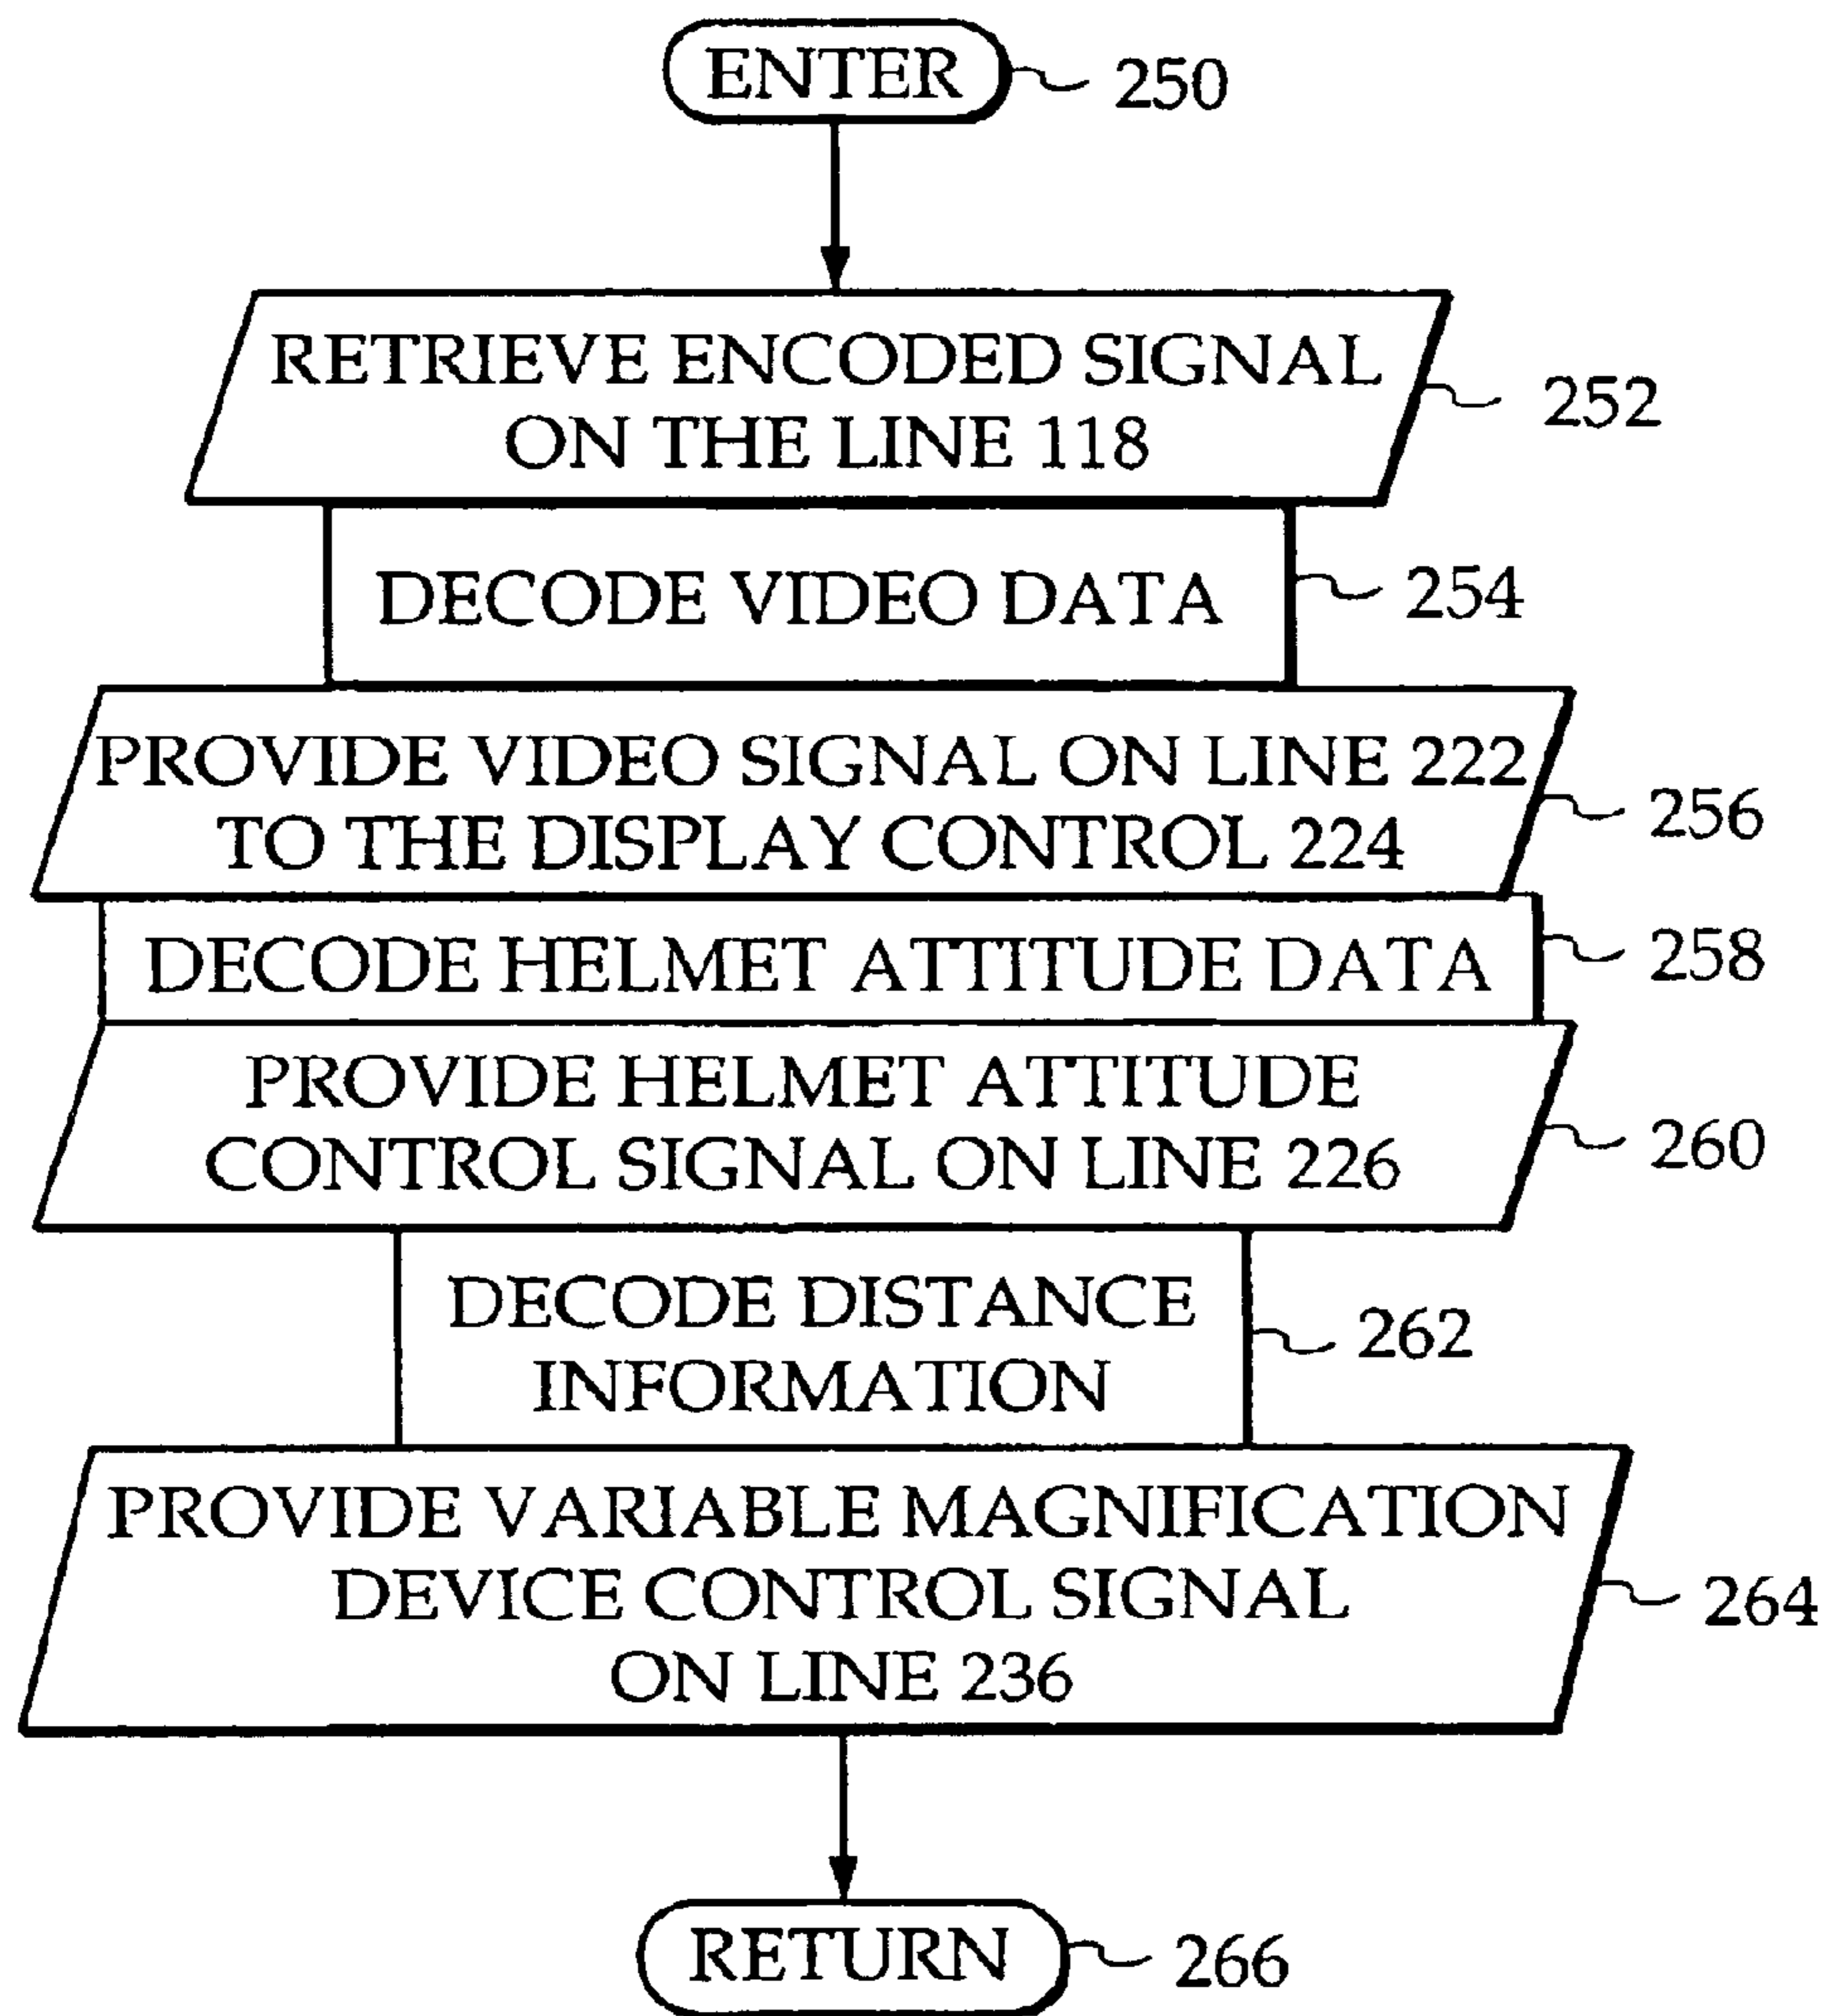 ENTER
250
RETRIEVE ENCODED SIGNAL
ON THE LINE 118
252
DECODE VIDEO DATA
254
PROVIDE VIDEO SIGNAL ON LINE 222
TO THE DISPLAY CONTROL 224
256
DECODE HELMET ATTITUDE DATA
258
PROVIDE HELMET ATTITUDE
CONTROL SIGNAL ON LINE 226
260
DECODE DISTANCE
INFORMATION
262
PROVIDE VARIABLE MAGNIFICATION
DEVICE CONTROL SIGNAL
ON LINE 236
264
RETURN
266